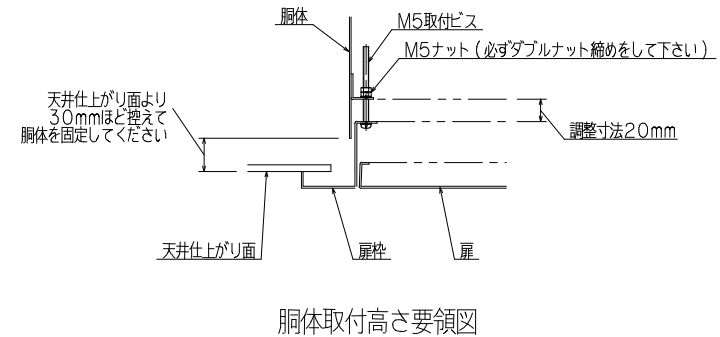 胴体
M5取付ビス
M5ナット(必ずダブルナット締めをして下さい)
天井仕上がり面より
30mmほど控えて
胴体を固定してください
調整寸法20mm
天井仕上がり面
扉枠
扉
胴体取付高さ要領図